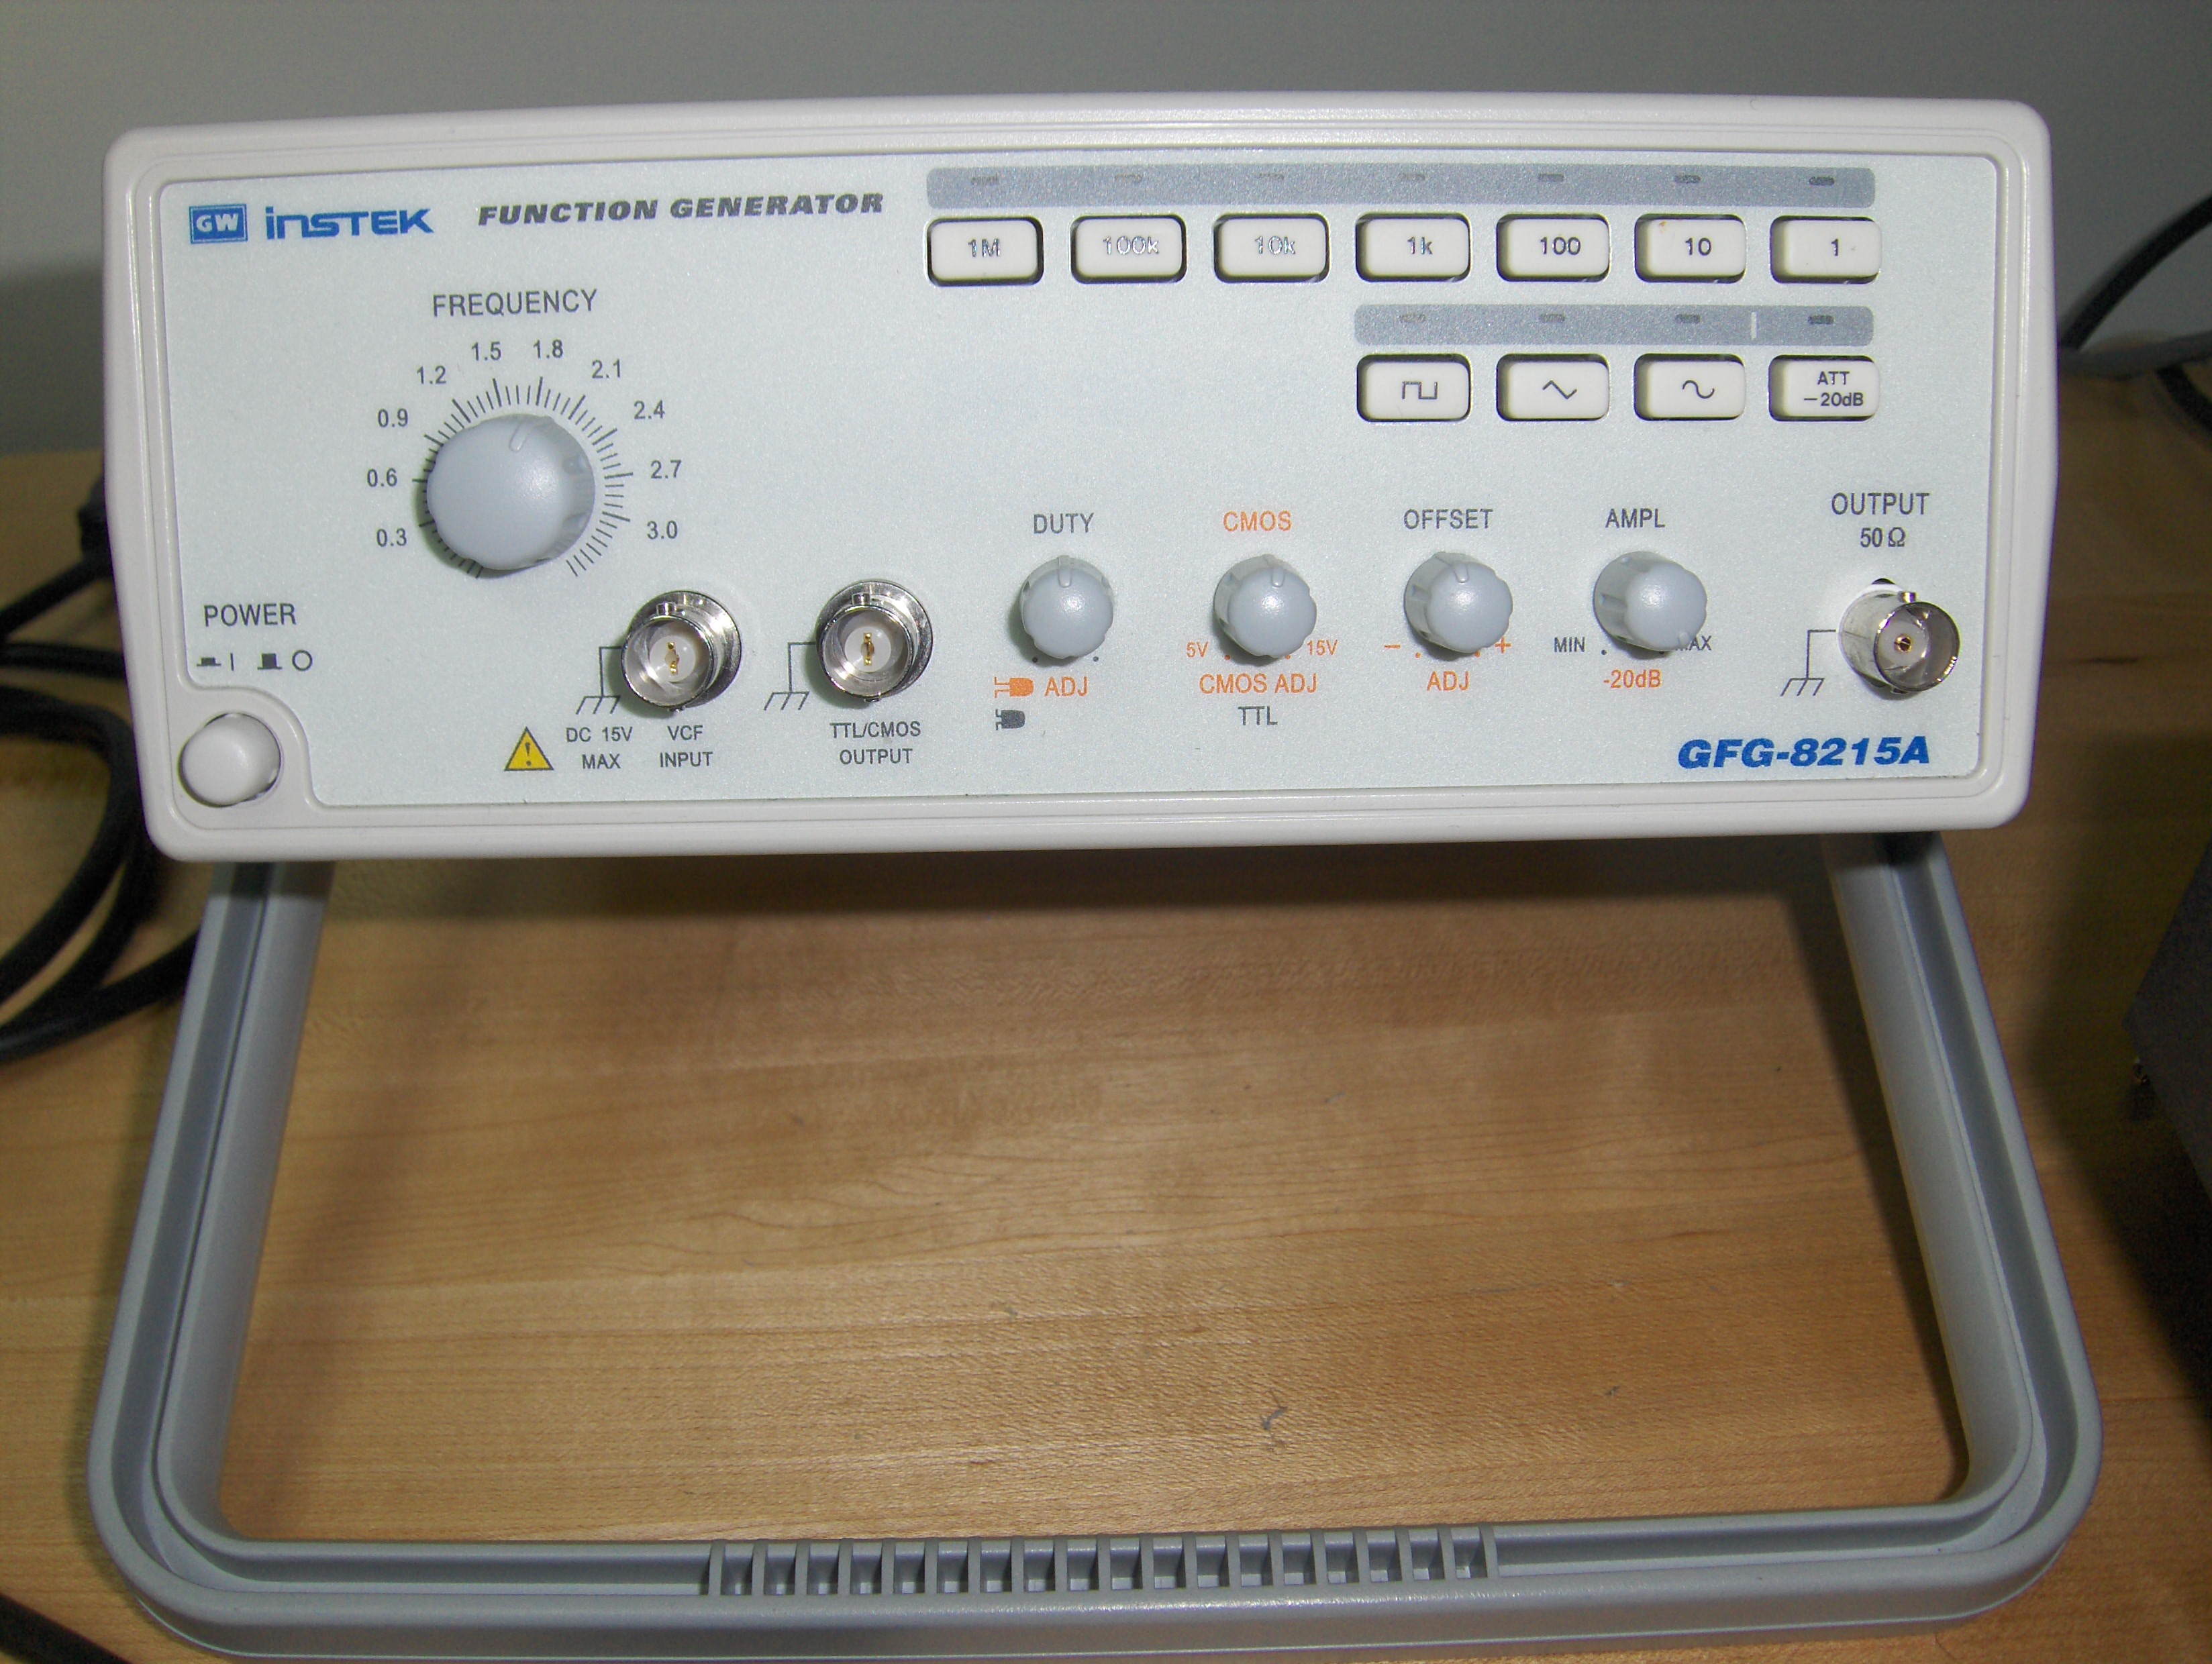 GW INSTEK FUNCTION GENERATOR
1M 100k 10k 1k 100 10 1
FREQUENCY
0.3 0.6 0.9 1.2 1.5 1.8 2.1 2.4 2.7 3.0
ATT
-20dB
POWER
DUTY
ADJ
CMOS
5V 15V
CMOS ADJ
TTL
OFFSET
- +
ADJ
AMPL
MIN MAX
-20dB
OUTPUT
50Ω
DC 15V
MAX
VCF
INPUT
TTL/CMOS
OUTPUT
GFG-8215A